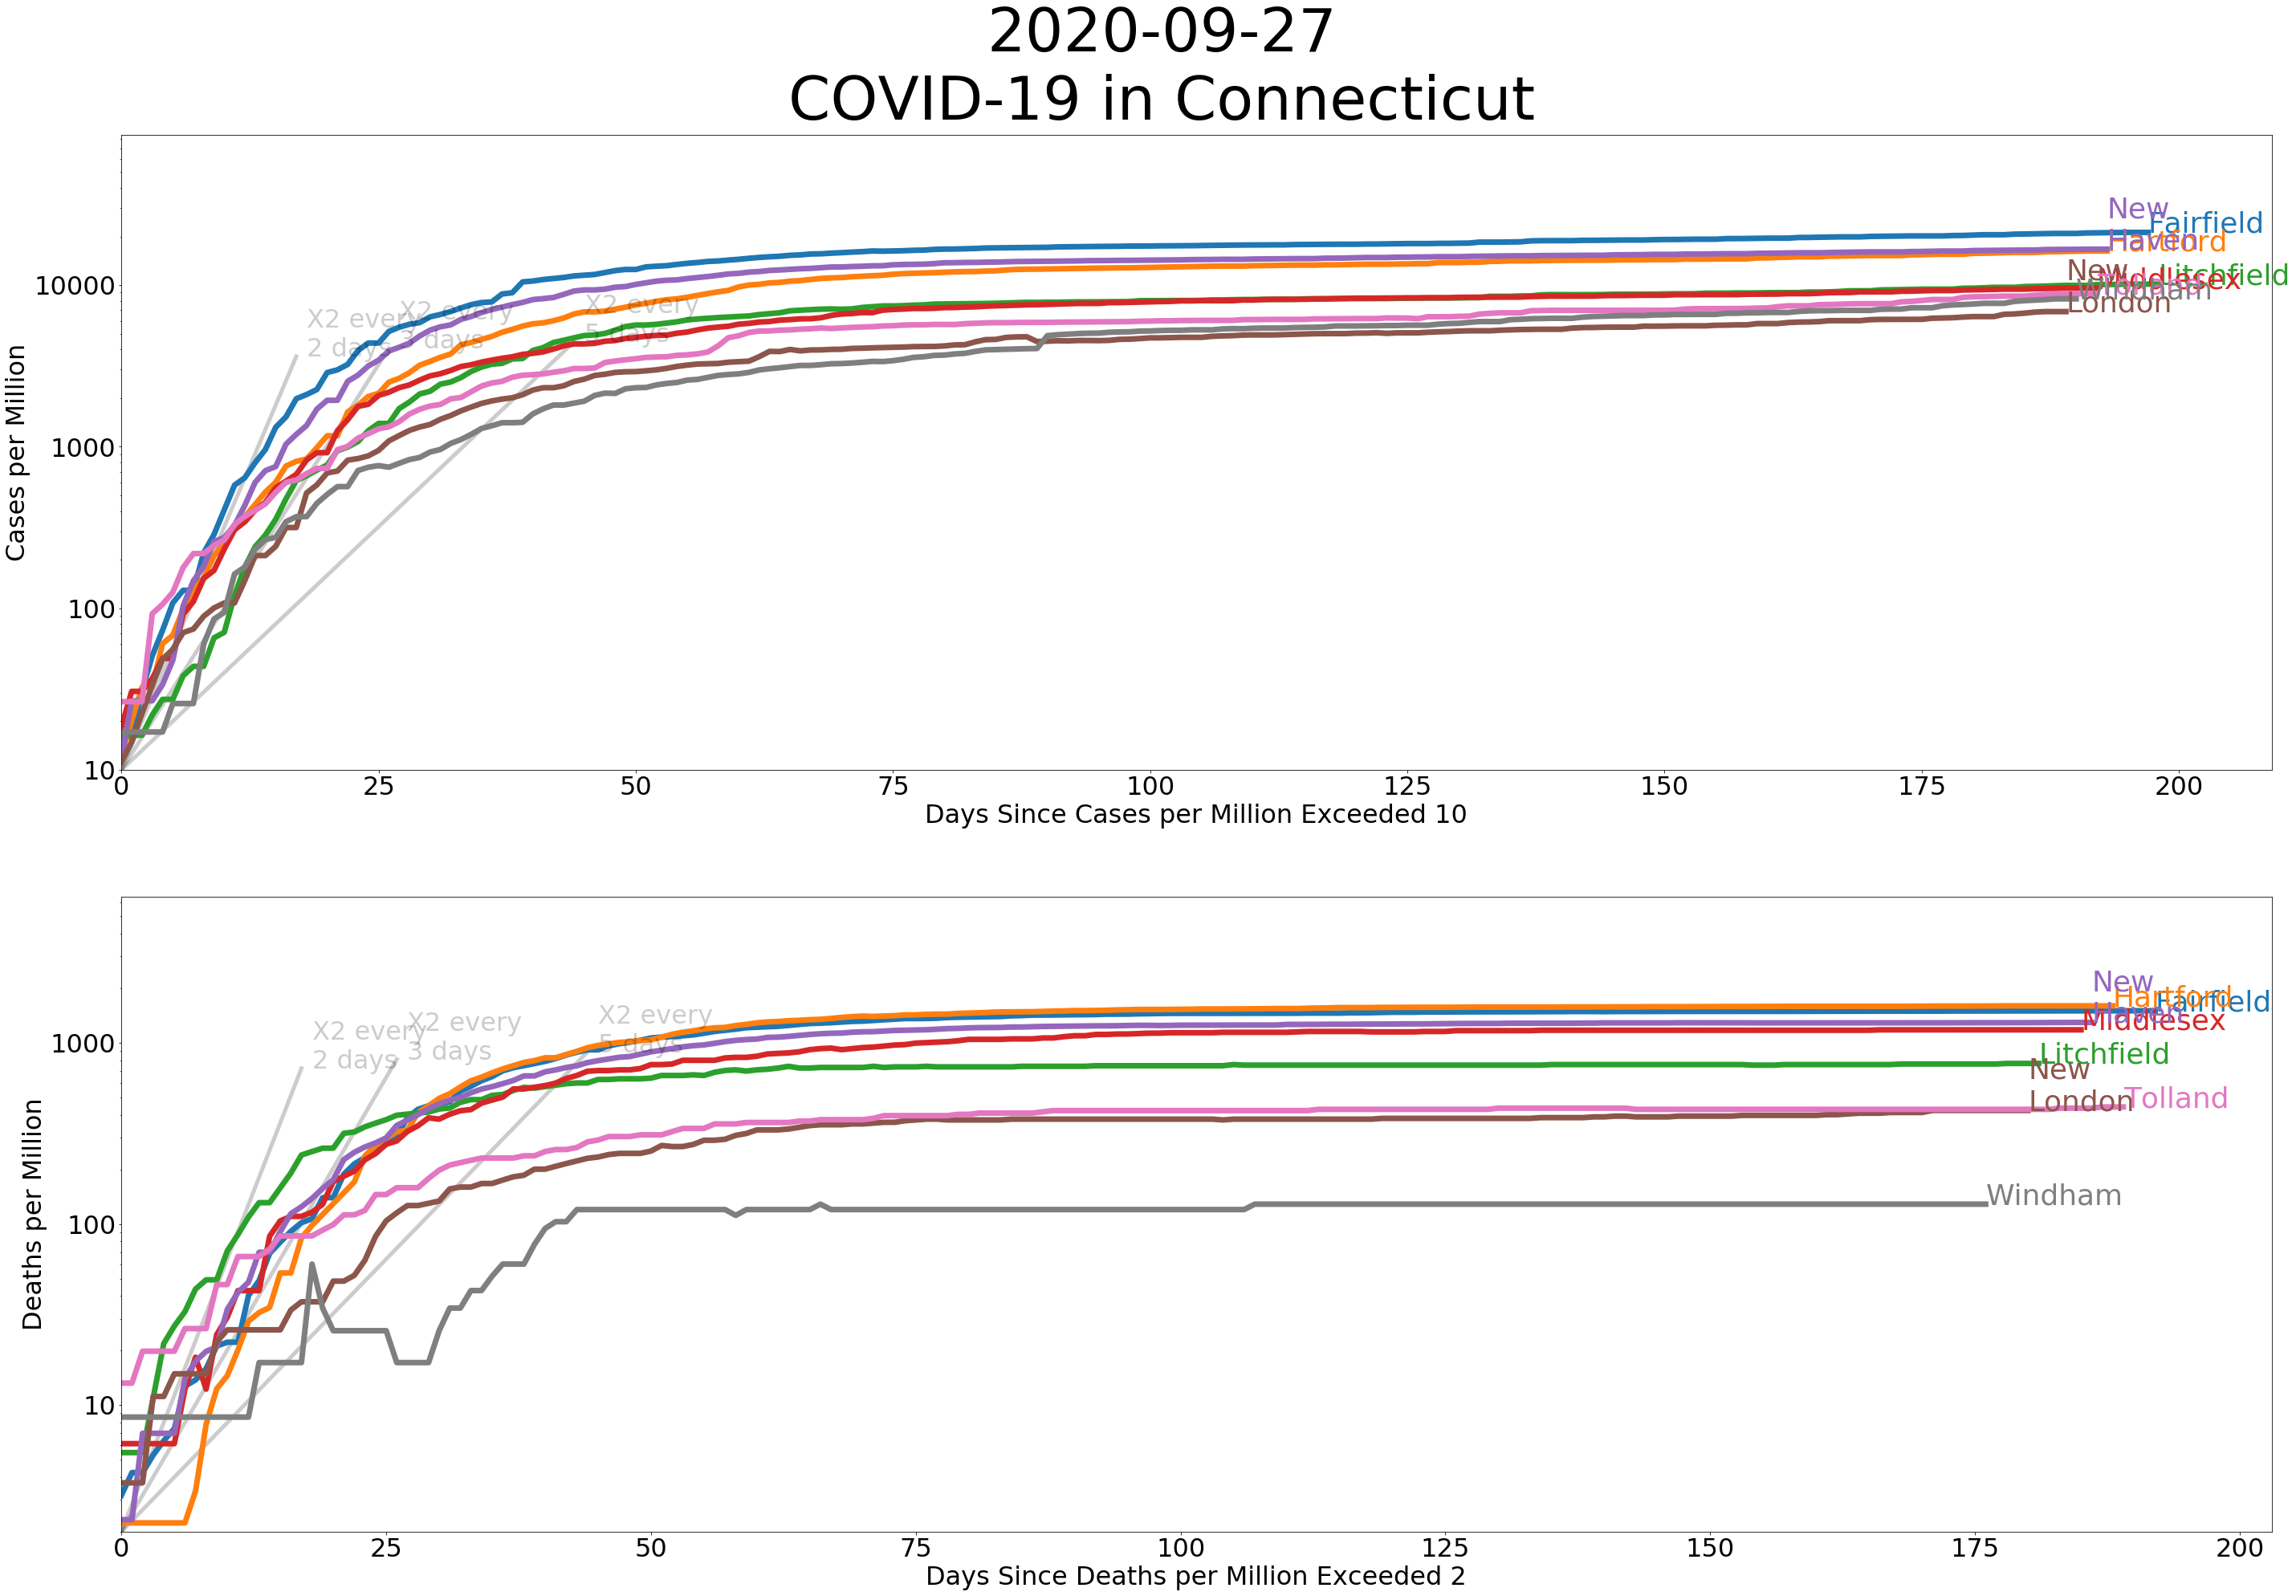 2020-09-27
COVID-19 in Connecticut
Cases per Million
10000
1000
100
10
X2 every
2 days
X2 every
3 days
X2 every
5 days
New
Haven
Fairfield
Hartford
New
London
Litchfield
Middlesex
Tolland
Windham
0
25
50
75
100
125
150
175
200
Days Since Cases per Million Exceeded 10
Deaths per Million
1000
100
10
X2 every
2 days
X2 every
3 days
X2 every
5 days
New
Haven
Hartford
Fairfield
Middlesex
Litchfield
New
London
Tolland
Windham
0
25
50
75
100
125
150
175
200
Days Since Deaths per Million Exceeded 2